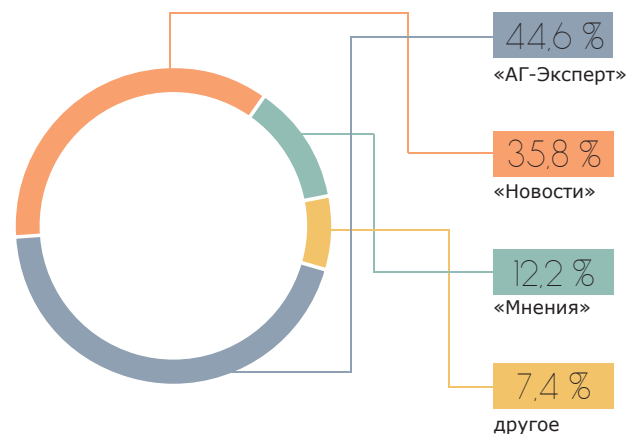 44,6 %
«АГ-Эксперт»
35,8 %
«Новости»
12,2 %
«Мнения»
7,4 %
другое